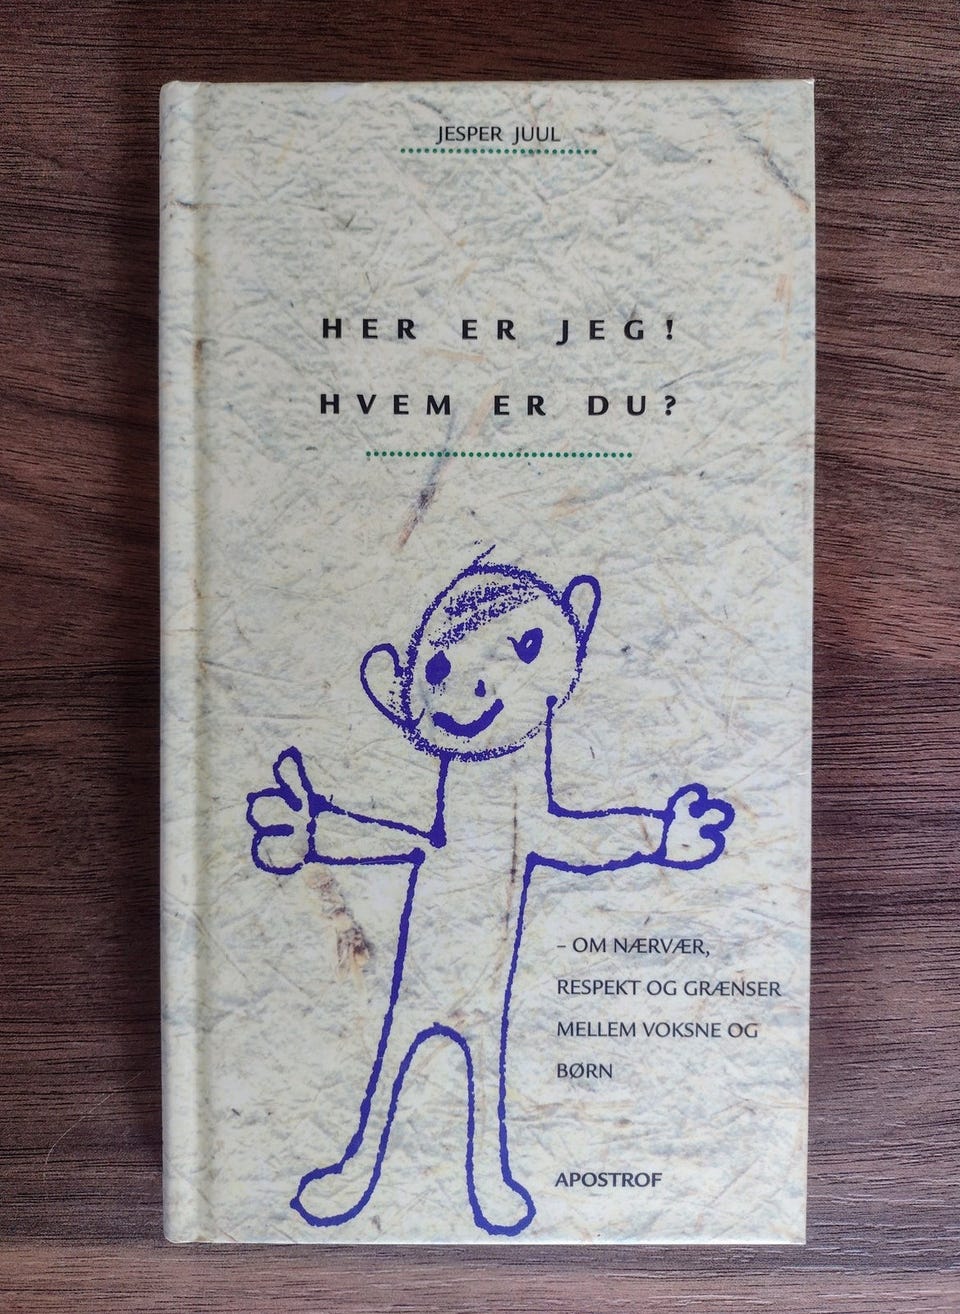 JESPER JUUL
HER ER JEG!
HVEM ER DU?
– OM NÆRVÆR,
RESPEKT OG GRÆNSER
MELLEM VOKSNE OG
BØRN
APOSTROF